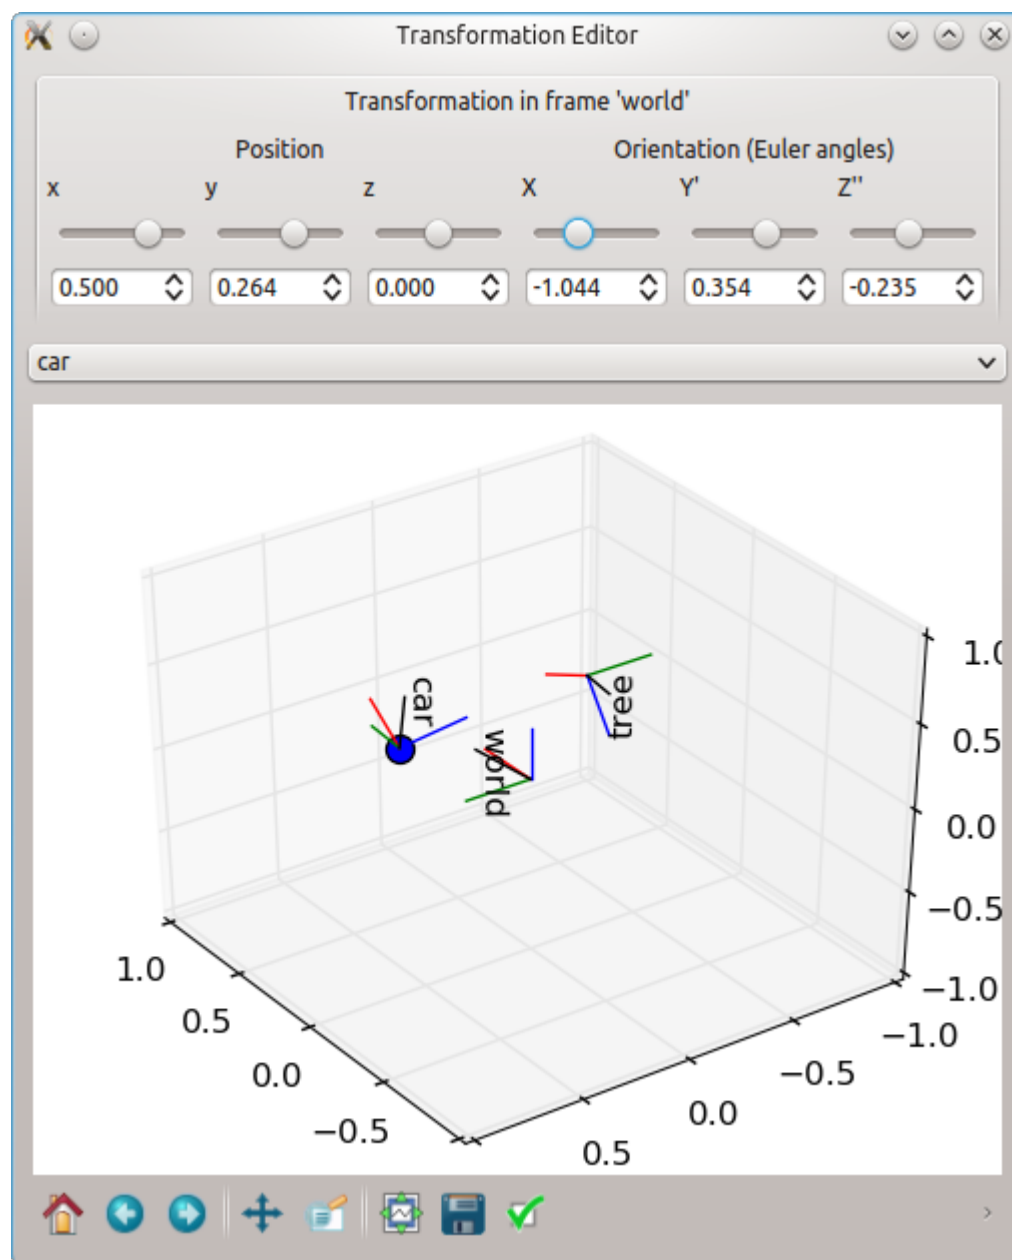 Transformation Editor
Transformation in frame 'world'
Position Orientation (Euler angles)
x y z X Y' Z''
0.500 0.264 0.000 -1.044 0.354 -0.235
car
car
world
tree
1.0
0.5
0.0
−0.5
−1.0
1.0
0.5
0.0
−0.5
0.5
0.0
−0.5
−1.0